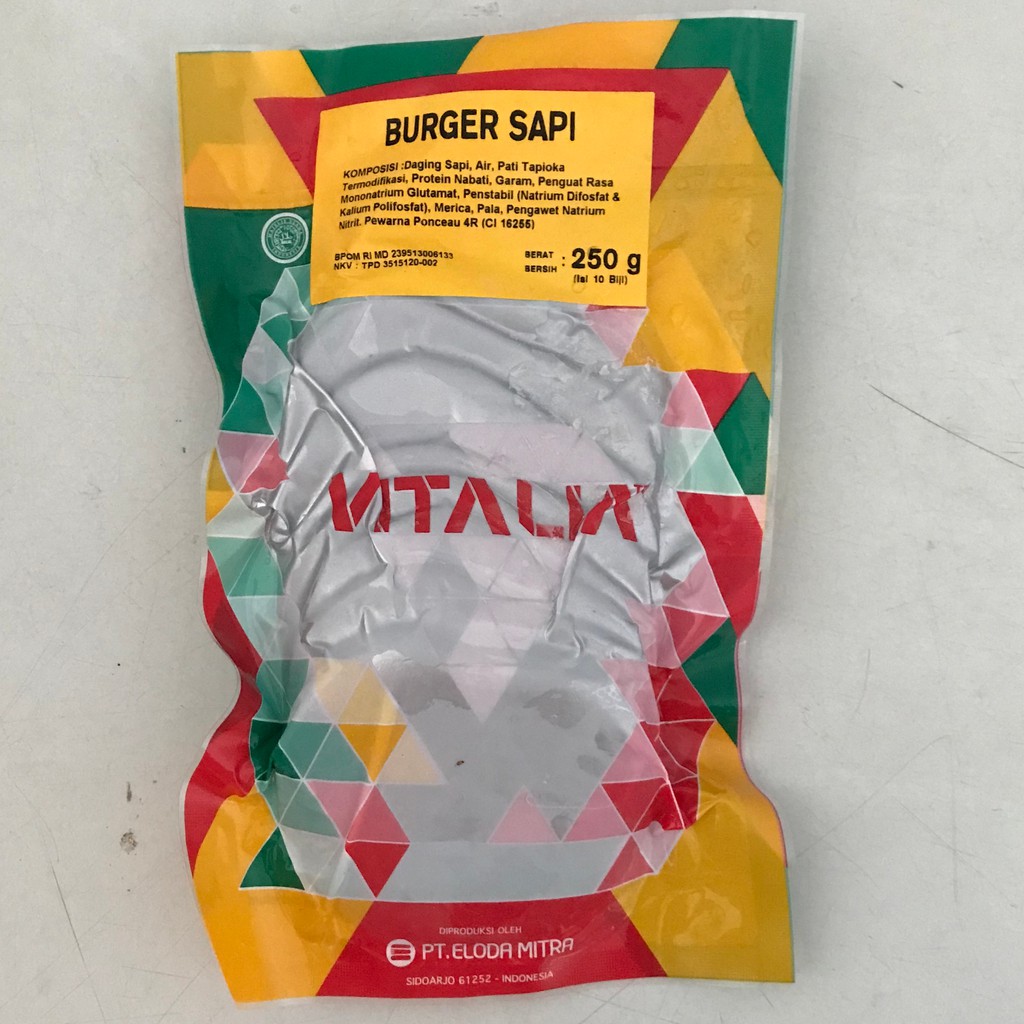 BURGER SAPI
KOMPOSISI :Daging Sapi, Air, Pati Tapioka
Termodifikasi, Protein Nabati, Garam, Penguat Rasa
Mononatrium Glutamat, Penstabil (Natrium Difosfat &
Kalium Polifosfat), Merica, Pala, Pengawet Natrium
Nitrit. Pewarna Ponceau 4R (CI 16255)
BPOM RI MD 239513006133
NKV : TPD 3515120-002
BERAT BERSIH : 250 g
(Isi 10 Biji)
VITALIA
DIPRODUKSI OLEH
PT. ELODA MITRA
SIDOARJO 61252 - INDONESIA